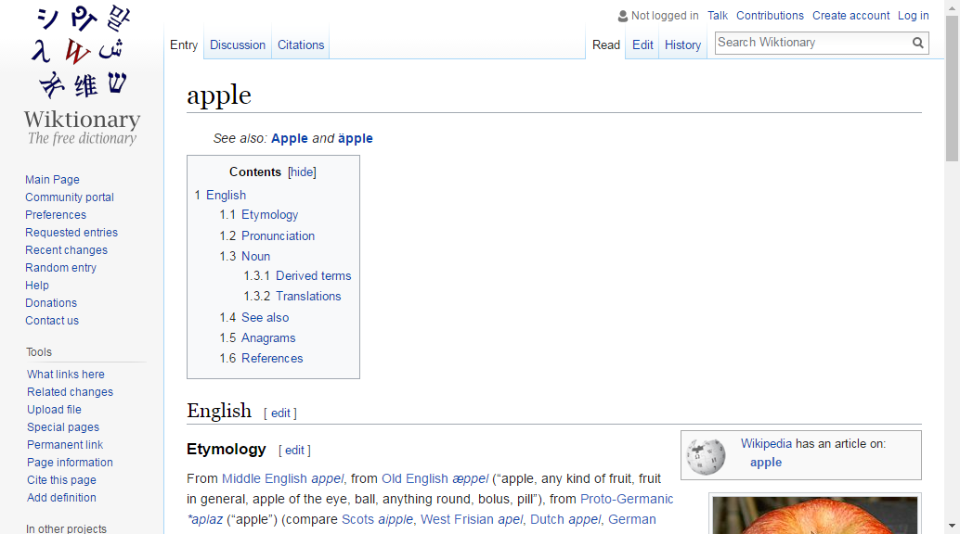 Not logged in Talk Contributions Create account Log in
Entry Discussion Citations
Read Edit History
Search Wiktionary
Wiktionary
The free dictionary
Main Page
Community portal
Preferences
Requested entries
Recent changes
Random entry
Help
Donations
Contact us
Tools
What links here
Related changes
Upload file
Special pages
Permanent link
Page information
Cite this page
Add definition
In other projects
apple
See also: Apple and äpple
Contents [hide]
1 English
1.1 Etymology
1.2 Pronunciation
1.3 Noun
1.3.1 Derived terms
1.3.2 Translations
1.4 See also
1.5 Anagrams
1.6 References
English [ edit ]
Etymology [ edit ]
From Middle English appel, from Old English æppel (“apple, any kind of fruit, fruit
in general, apple of the eye, ball, anything round, bolus, pill”), from Proto-Germanic
*aplaz (“apple”) (compare Scots aipple, West Frisian apel, Dutch appel, German
Wikipedia has an article on:
apple